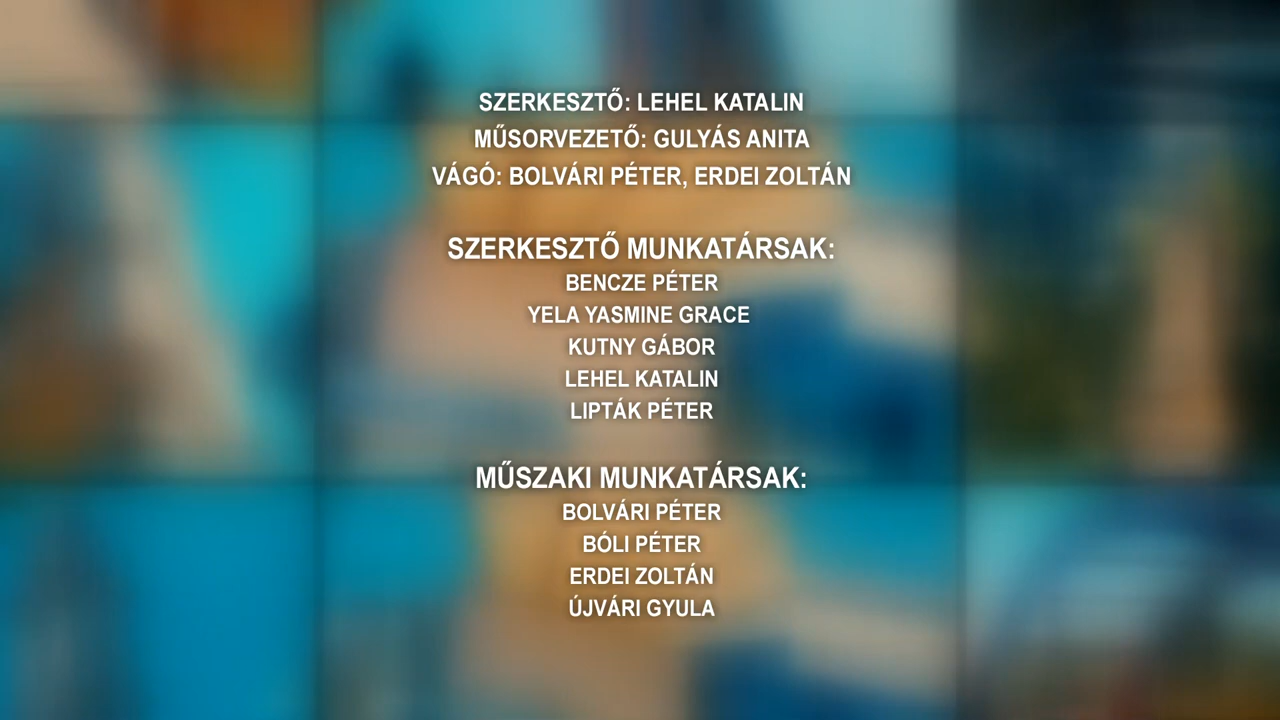 SZERKESZTŐ: LEHEL KATALIN
MŰSORVEZETŐ: GULYÁS ANITA
VÁGÓ: BOLVÁRI PÉTER, ERDEI ZOLTÁN
SZERKESZTŐ MUNKATÁRSAK:
BENCZE PÉTER
YELA YASMINE GRACE
KUTNY GÁBOR
LEHEL KATALIN
LIPTÁK PÉTER
MŰSZAKI MUNKATÁRSAK:
BOLVÁRI PÉTER
BÓLI PÉTER
ERDEI ZOLTÁN
ÚJVÁRI GYULA